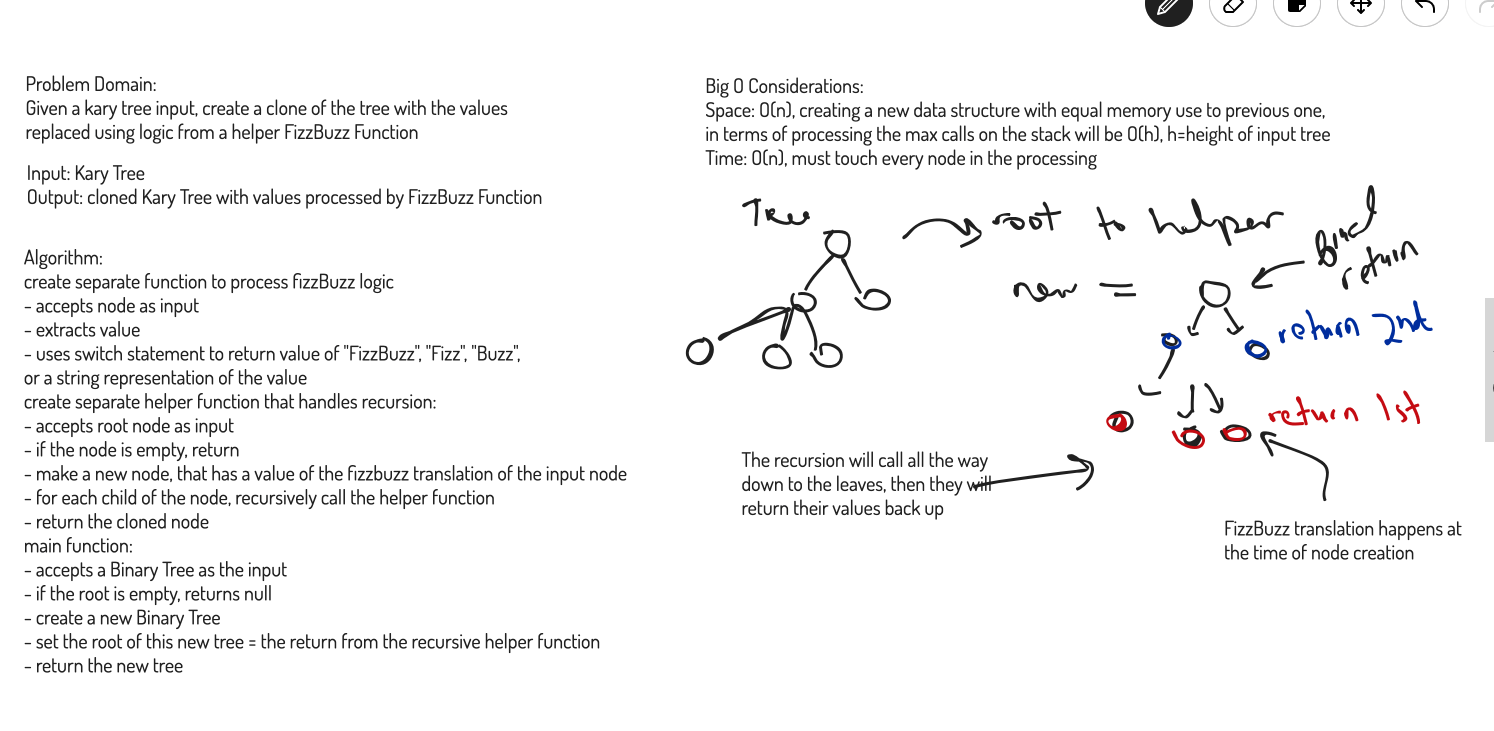 Problem Domain:
Given a kary tree input, create a clone of the tree with the values
replaced using logic from a helper FizzBuzz Function
Input: Kary Tree
Output: cloned Kary Tree with values processed by FizzBuzz Function
Algorithm:
create separate function to process fizzBuzz logic
- accepts node as input
- extracts value
- uses switch statement to return value of "FizzBuzz", "Fizz", "Buzz",
or a string representation of the value
create separate helper function that handles recursion:
- accepts root node as input
- if the node is empty, return
- make a new node, that has a value of the fizzbuzz translation of the input node
- for each child of the node, recursively call the helper function
- return the cloned node
main function:
- accepts a Binary Tree as the input
- if the root is empty, returns null
- create a new Binary Tree
- set the root of this new tree = the return from the recursive helper function
- return the new tree
Big O Considerations:
Space: O(n), creating a new data structure with equal memory use to previous one,
in terms of processing the max calls on the stack will be O(h), h=height of input tree
Time: O(n), must touch every node in the processing
Tree
root to helper
final
return
new =
return 2nd
return 1st
The recursion will call all the way
down to the leaves, then they will
return their values back up
FizzBuzz translation happens at
the time of node creation